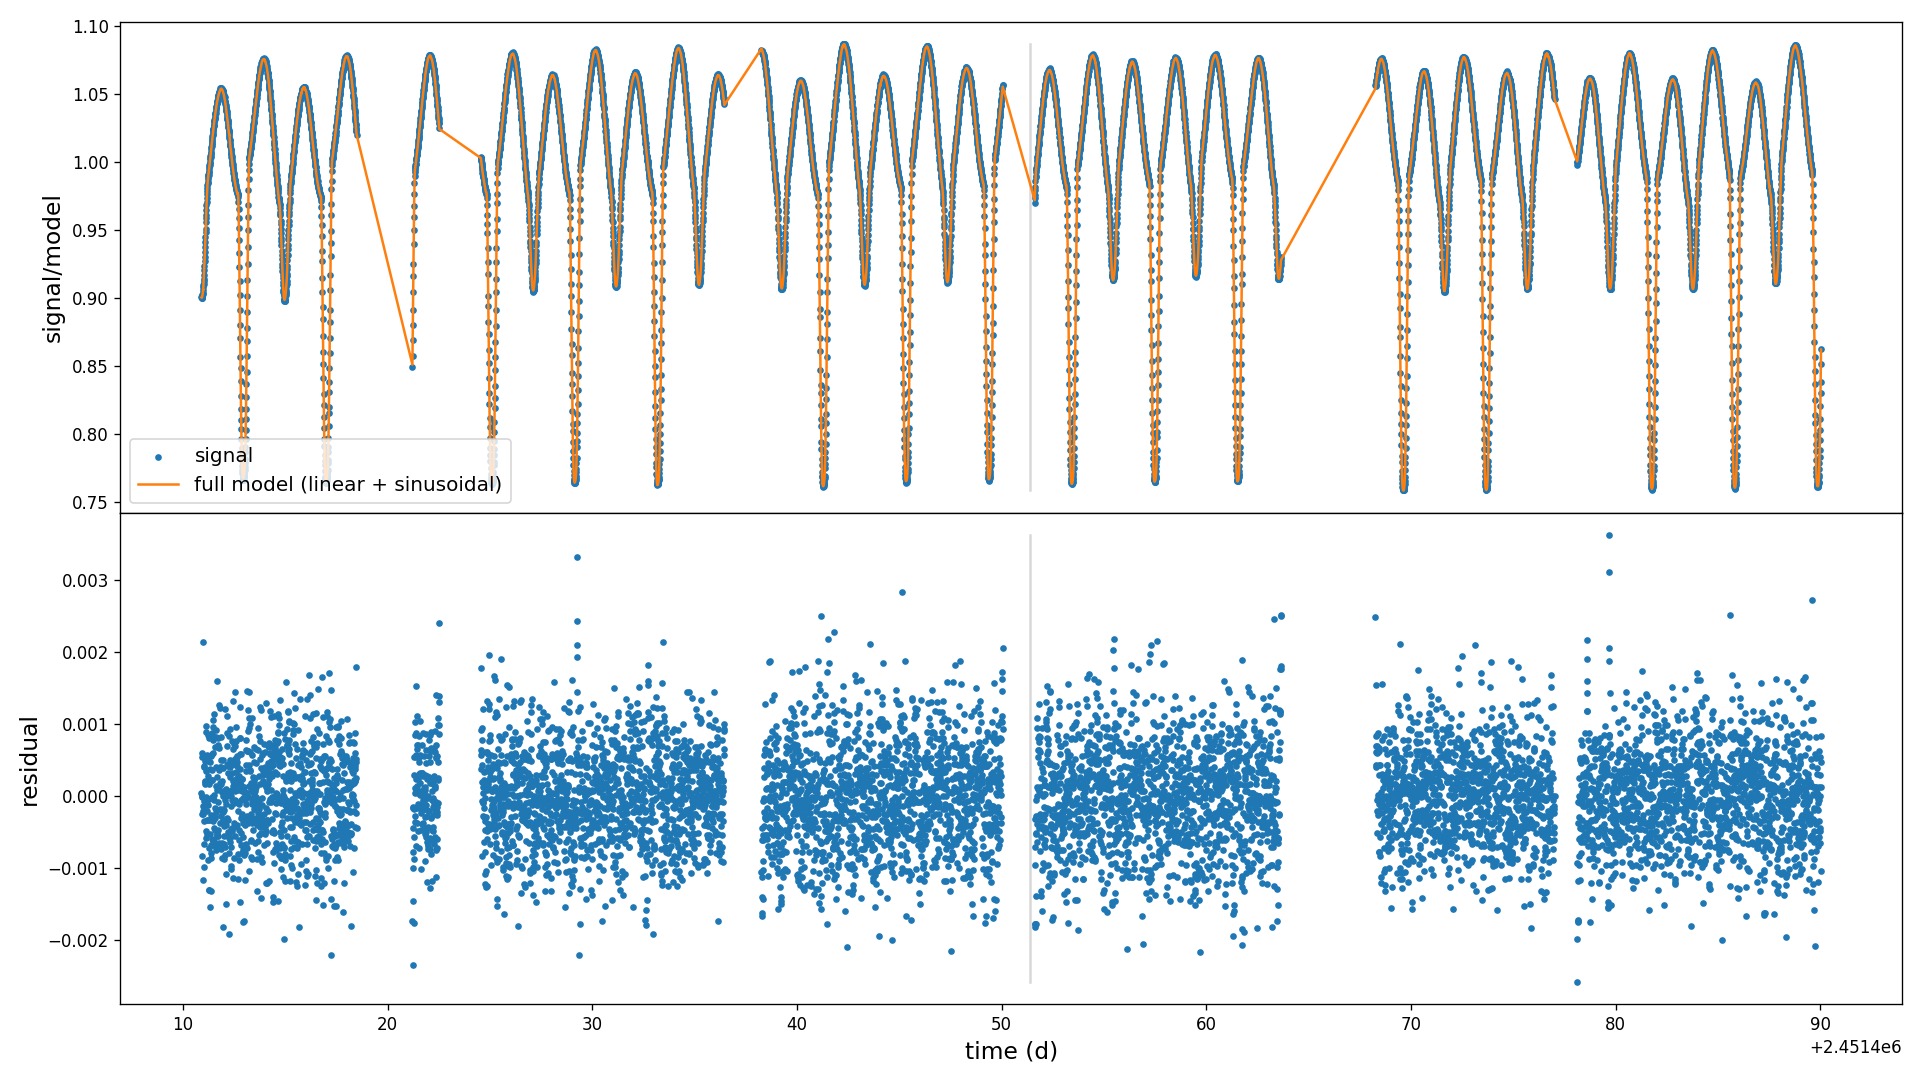 1.10
1.05
1.00
0.95
0.90
0.85
0.80
0.75
signal/model
signal
full model (linear + sinusoidal)
0.003
0.002
0.001
0.000
−0.001
−0.002
residual
10 20 30 40 50 60 70 80 90
time (d)
+2.4514e6